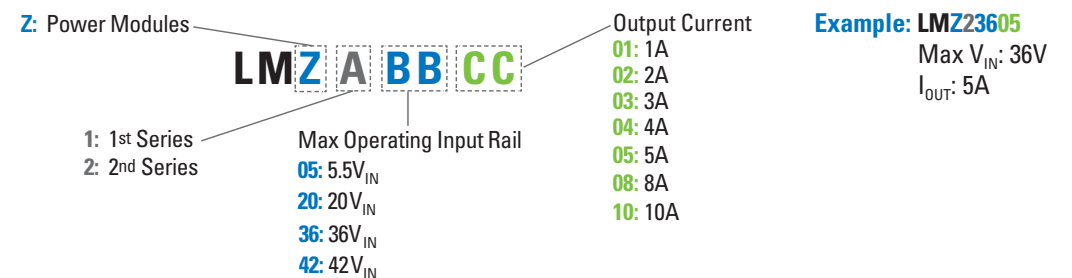 Z: Power Modules
LMZ A BB CC
1: 1st Series
2: 2nd Series
Max Operating Input Rail
05: 5.5VIN
20: 20VIN
36: 36VIN
42: 42VIN
Output Current
01: 1A
02: 2A
03: 3A
04: 4A
05: 5A
08: 8A
10: 10A
Example: LMZ23605
Max VIN: 36V
IOUT: 5A